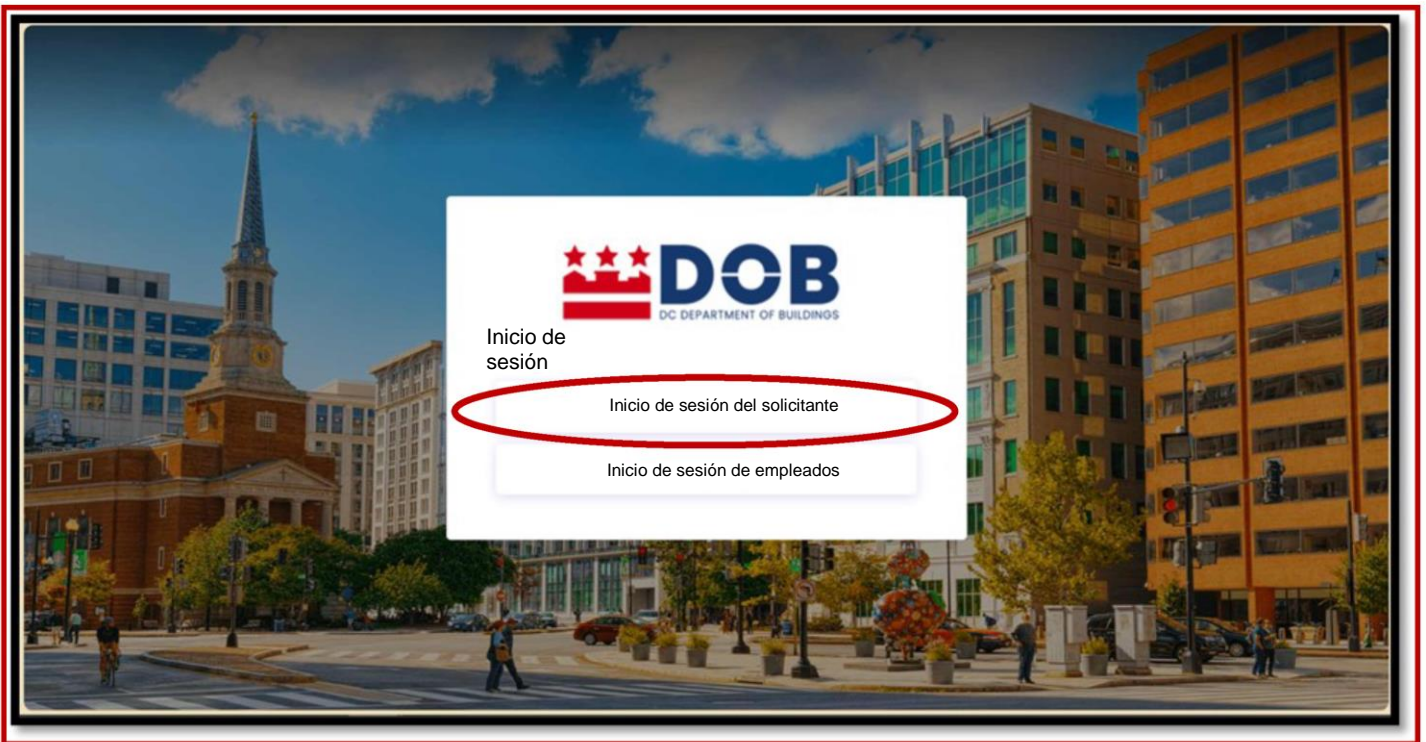 DOB
DC DEPARTMENT OF BUILDINGS
Inicio de
sesión
Inicio de sesión del solicitante
Inicio de sesión de empleados